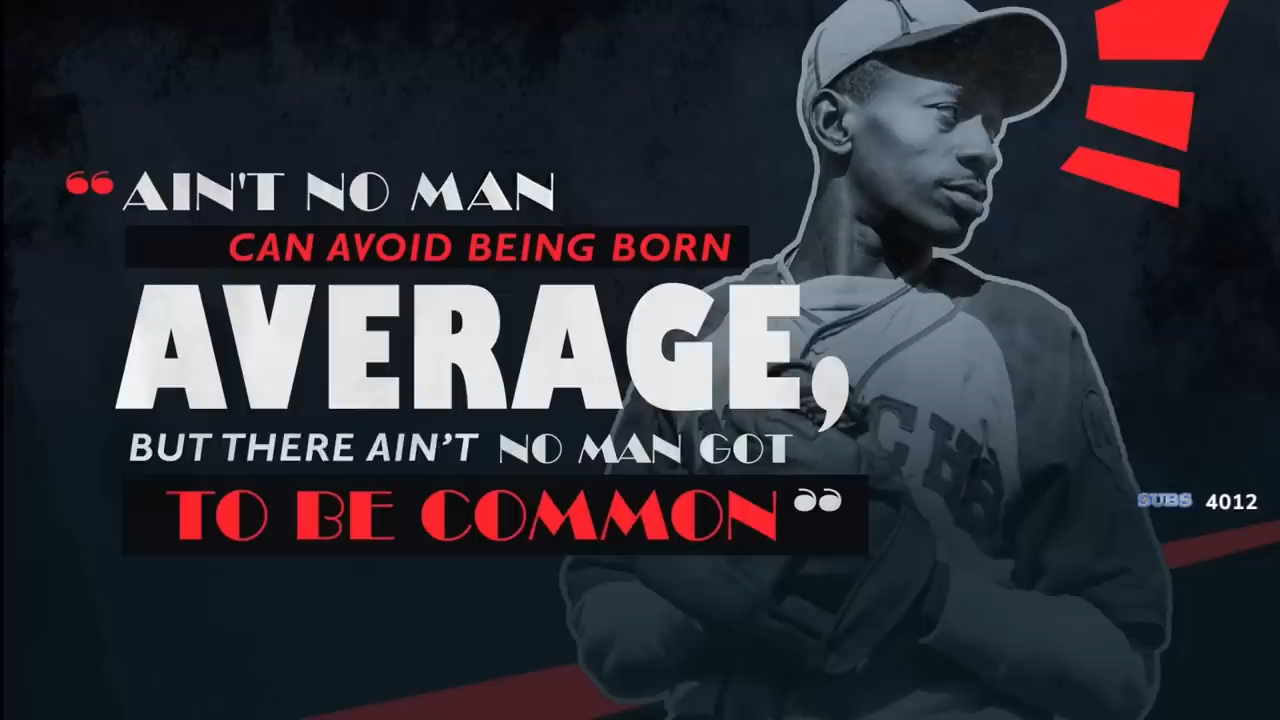 “AIN'T NO MAN
CAN AVOID BEING BORN
AVERAGE,
BUT THERE AIN’T NO MAN GOT
TO BE COMMON”
SUBS 4012